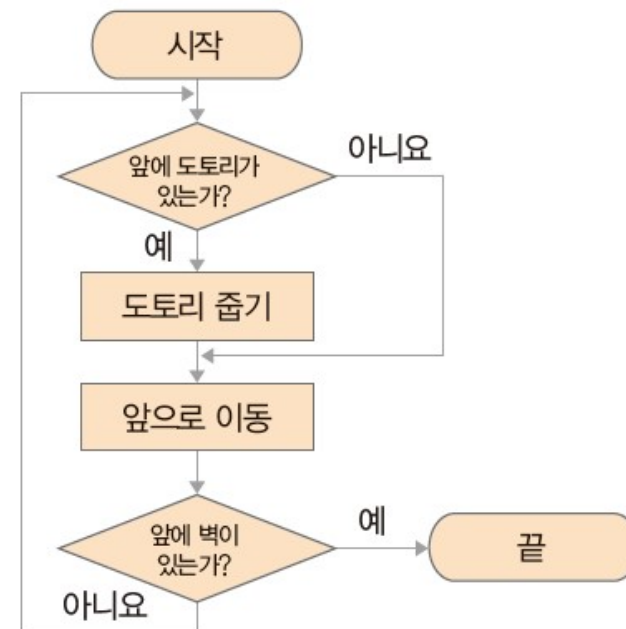 시작
앞에 도토리가
있는가?
아니요
예
도토리 줍기
앞으로 이동
앞에 벽이
있는가?
예
끝
아니요